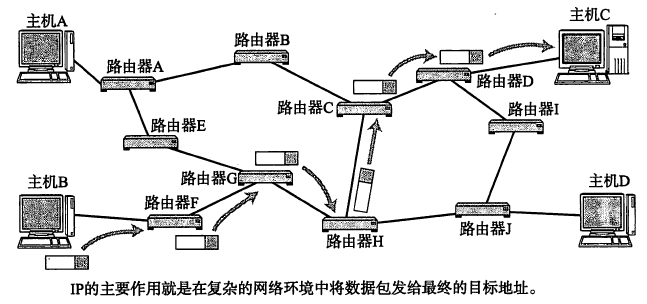 主机A
路由器A
路由器B
主机C
路由器D
路由器C
路由器E
路由器I
主机B
路由器F
路由器G
路由器H
路由器J
主机D
IP的主要作用就是在复杂的网络环境中将数据包发给最终的目标地址。